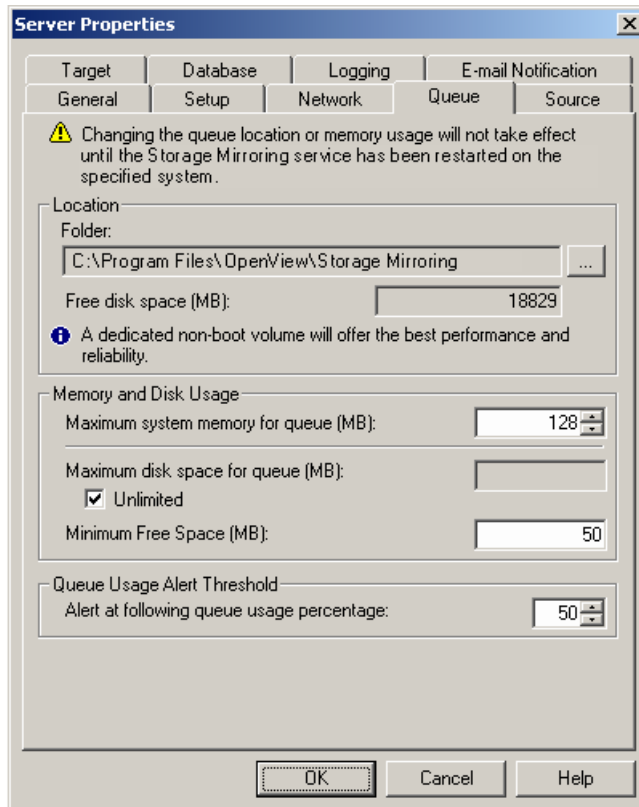 Server Properties
Target Database Logging E-mail Notification
General Setup Network Queue Source
Changing the queue location or memory usage will not take effect
until the Storage Mirroring service has been restarted on the
specified system.
Location
Folder:
C:\Program Files\OpenView\Storage Mirroring ...
Free disk space (MB): 18829
A dedicated non-boot volume will offer the best performance and
reliability.
Memory and Disk Usage
Maximum system memory for queue (MB): 128
Maximum disk space for queue (MB):
Unlimited
Minimum Free Space (MB): 50
Queue Usage Alert Threshold
Alert at following queue usage percentage: 50
OK Cancel Help